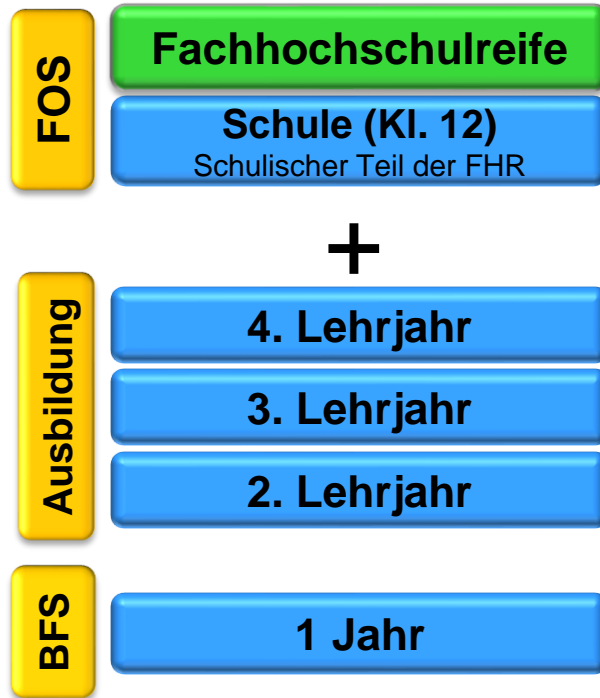 FOS
Fachhochschulreife
Schule (Kl. 12)
Schulischer Teil der FHR
+
Ausbildung
4. Lehrjahr
3. Lehrjahr
2. Lehrjahr
BFS
1 Jahr